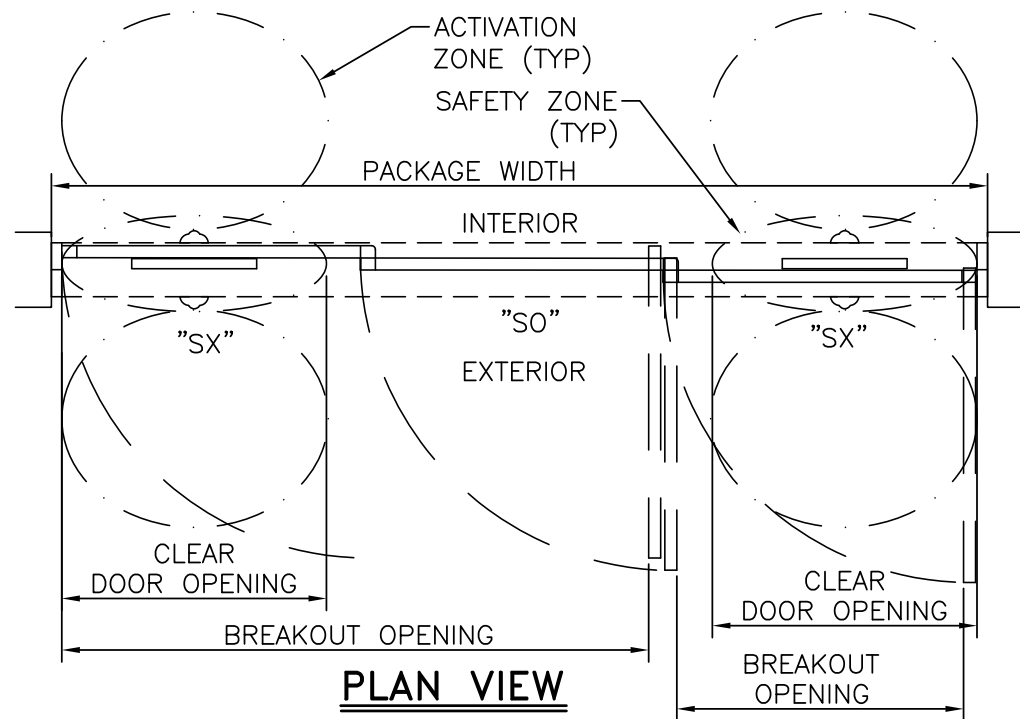 ACTIVATION
ZONE (TYP)
SAFETY ZONE
(TYP)
PACKAGE WIDTH
INTERIOR
"SX"
"SO"
"SX"
EXTERIOR
CLEAR
DOOR OPENING
CLEAR
DOOR OPENING
BREAKOUT OPENING
BREAKOUT
OPENING
PLAN VIEW